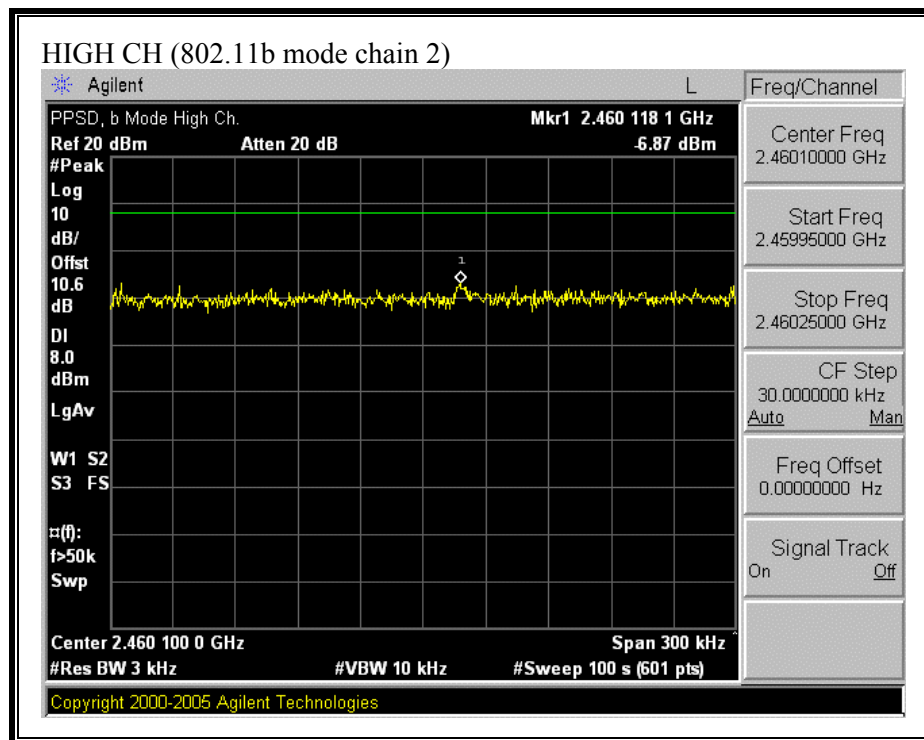 HIGH CH (802.11b mode chain 2)
Agilent L
PPSD, b Mode High Ch. Mkr1 2.460 118 1 GHz
Ref 20 dBm Atten 20 dB -6.87 dBm
#Peak
Log
10
dB/
Offst
10.6
dB
DI
8.0
dBm
LgAv
W1 S2
S3 FS
¤(f):
f>50k
Swp
1
Center 2.460 100 0 GHz Span 300 kHz
#Res BW 3 kHz #VBW 10 kHz #Sweep 100 s (601 pts)
Copyright 2000-2005 Agilent Technologies
Freq/Channel
Center Freq
2.46010000 GHz
Start Freq
2.45995000 GHz
Stop Freq
2.46025000 GHz
CF Step
30.0000000 kHz
Auto Man
Freq Offset
0.00000000 Hz
Signal Track
On Off